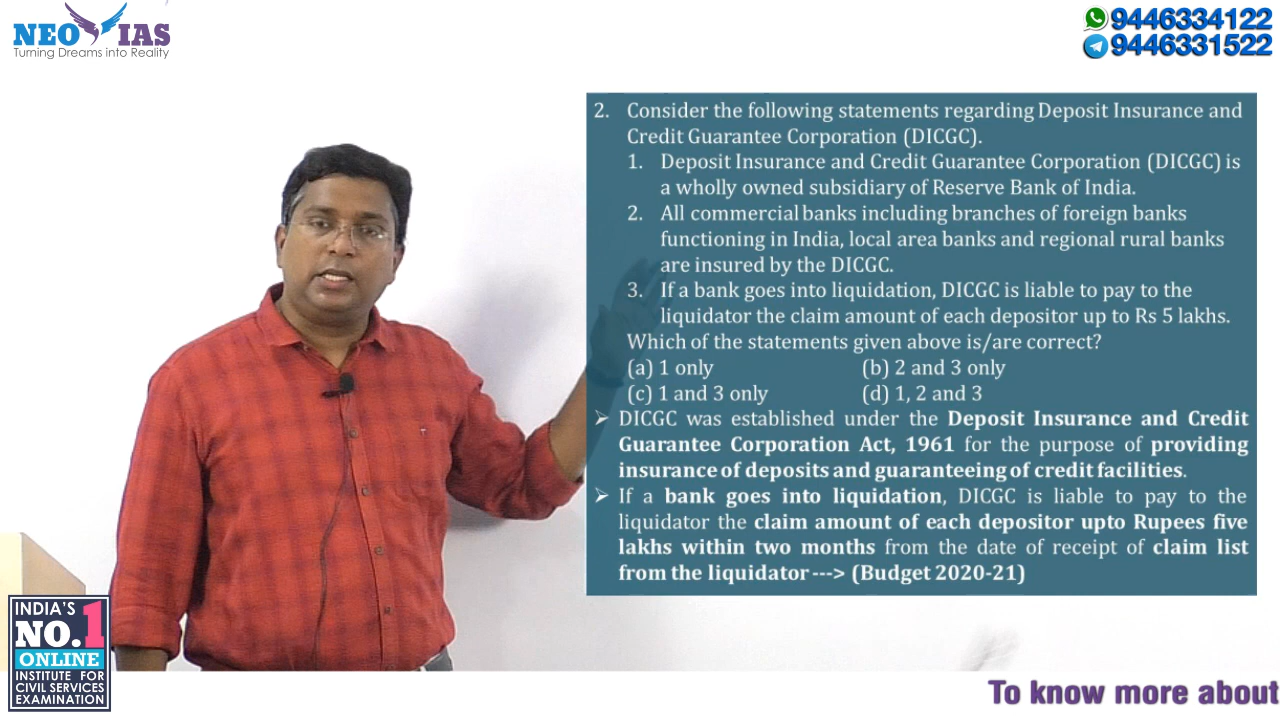 NEO IAS
Turning Dreams into Reality
9446334122
9446331522
2. Consider the following statements regarding Deposit Insurance and
Credit Guarantee Corporation (DICGC).
1. Deposit Insurance and Credit Guarantee Corporation (DICGC) is
a wholly owned subsidiary of Reserve Bank of India.
2. All commercial banks including branches of foreign banks
functioning in India, local area banks and regional rural banks
are insured by the DICGC.
3. If a bank goes into liquidation, DICGC is liable to pay to the
liquidator the claim amount of each depositor up to Rs 5 lakhs.
Which of the statements given above is/are correct?
(a) 1 only (b) 2 and 3 only
(c) 1 and 3 only (d) 1, 2 and 3
➢ DICGC was established under the Deposit Insurance and Credit
Guarantee Corporation Act, 1961 for the purpose of providing
insurance of deposits and guaranteeing of credit facilities.
➢ If a bank goes into liquidation, DICGC is liable to pay to the
liquidator the claim amount of each depositor upto Rupees five
lakhs within two months from the date of receipt of claim list
from the liquidator ---> (Budget 2020-21)
INDIA'S
NO.1
ONLINE
INSTITUTE FOR
CIVIL SERVICES
EXAMINATION
To know more about